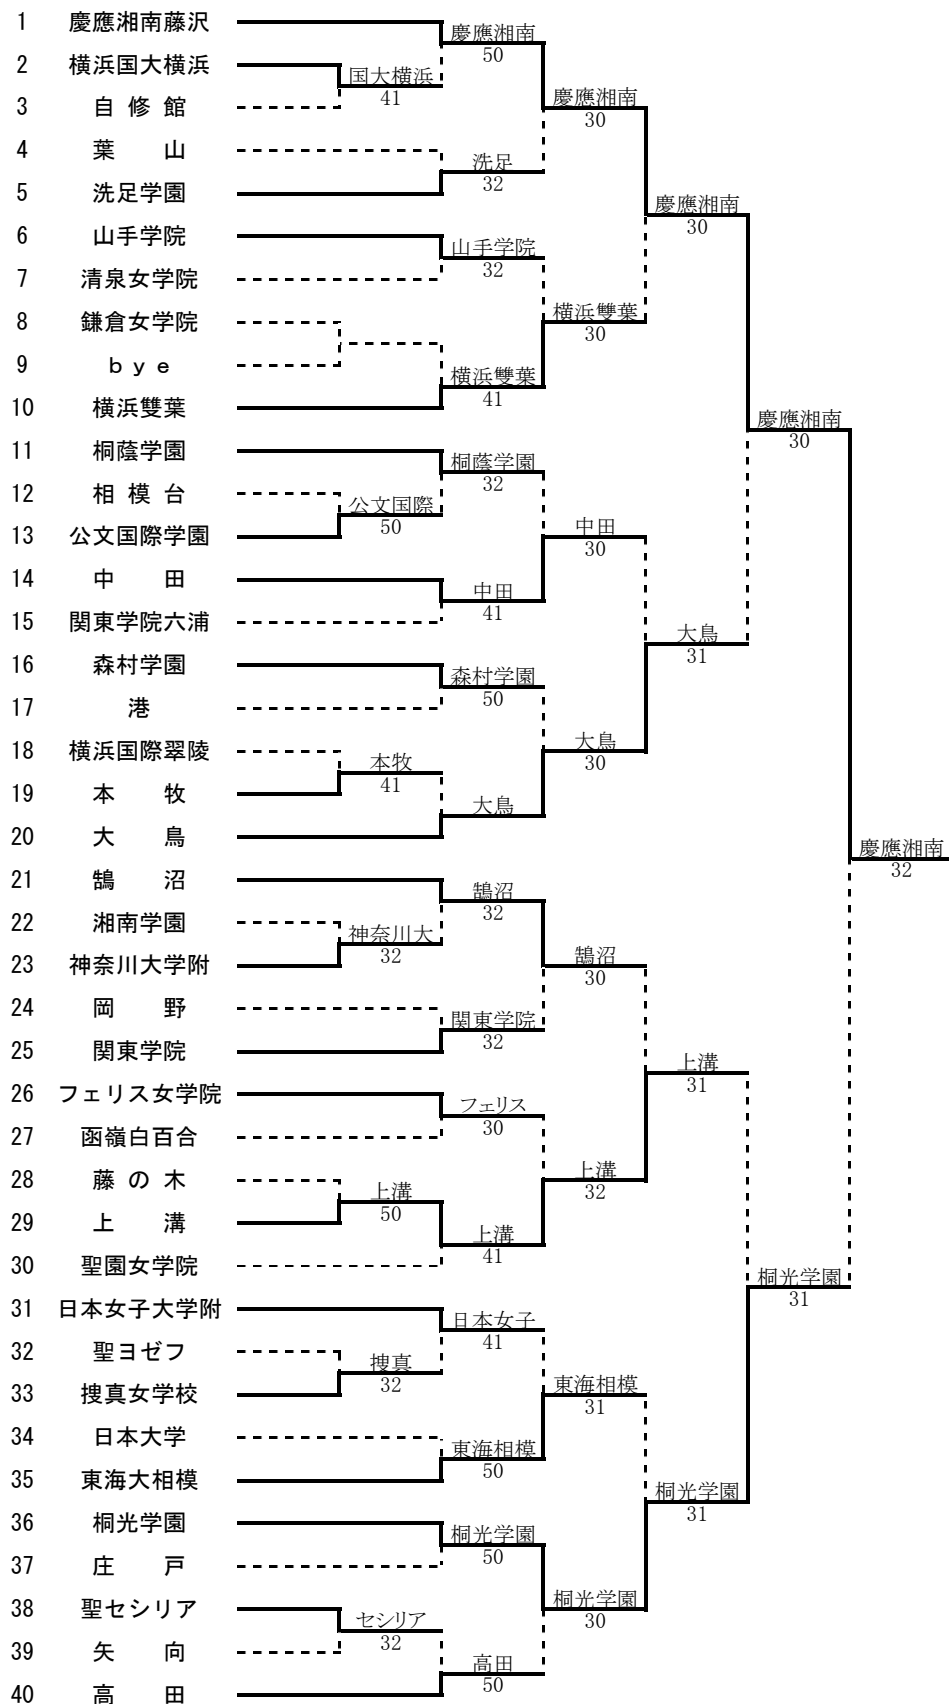 1 慶應湘南藤沢
2 横浜国大横浜
3 自 修 館
4 葉 山
5 洗足学園
6 山手学院
7 清泉女学院
8 鎌倉女学院
9 ｂｙｅ
10 横浜雙葉
11 桐蔭学園
12 相 模 台
13 公文国際学園
14 中 田
15 関東学院六浦
16 森村学園
17 港
18 横浜国際翠陵
19 本 牧
20 大 鳥
21 鵠 沼
22 湘南学園
23 神奈川大学附
24 岡 野
25 関東学院
26 フェリス女学院
27 函嶺白百合
28 藤 の 木
29 上 溝
30 聖園女学院
31 日本女子大学附
32 聖ヨゼフ
33 捜真女学校
34 日本大学
35 東海大相模
36 桐光学園
37 庄 戸
38 聖セシリア
39 矢 向
40 高 田
国大横浜
41
公文国際
50
本牧
41
神奈川大
32
上溝
50
捜真
32
セシリア
32
慶應湘南
50
洗足
32
山手学院
32
横浜雙葉
41
桐蔭学園
32
中田
41
森村学園
50
大鳥
鵠沼
32
関東学院
32
フェリス
30
上溝
41
日本女子
41
東海相模
50
桐光学園
50
高田
50
慶應湘南
30
横浜雙葉
30
中田
30
大鳥
30
鵠沼
30
上溝
32
東海相模
31
桐光学園
30
慶應湘南
30
大鳥
31
上溝
31
桐光学園
31
慶應湘南
30
桐光学園
31
慶應湘南
32